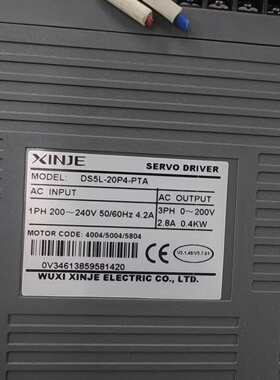 XINJE
SERVO DRIVER
MODEL: DS5L-20P4-PTA
AC INPUT
AC OUTPUT
1PH 200～240V 50/60Hz 4.2A
3PH 0～200V
2.8A 0.4KW
MOTOR CODE: 4004/5004/5804
CE
0V34613859581420
WUXI XINJE ELECTRIC CO., LTD.